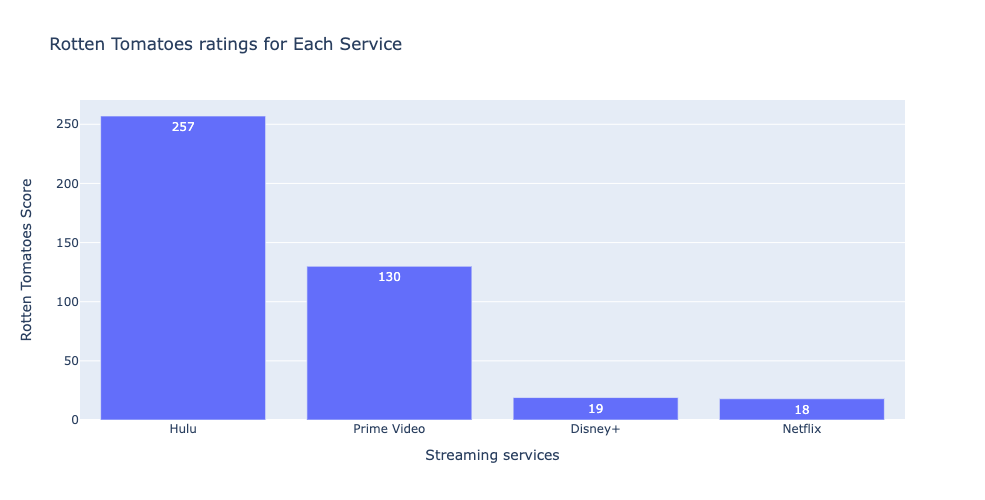 Rotten Tomatoes ratings for Each Service
Rotten Tomatoes Score
250
200
150
100
50
0
257
130
19
18
Hulu
Prime Video
Disney+
Netflix
Streaming services